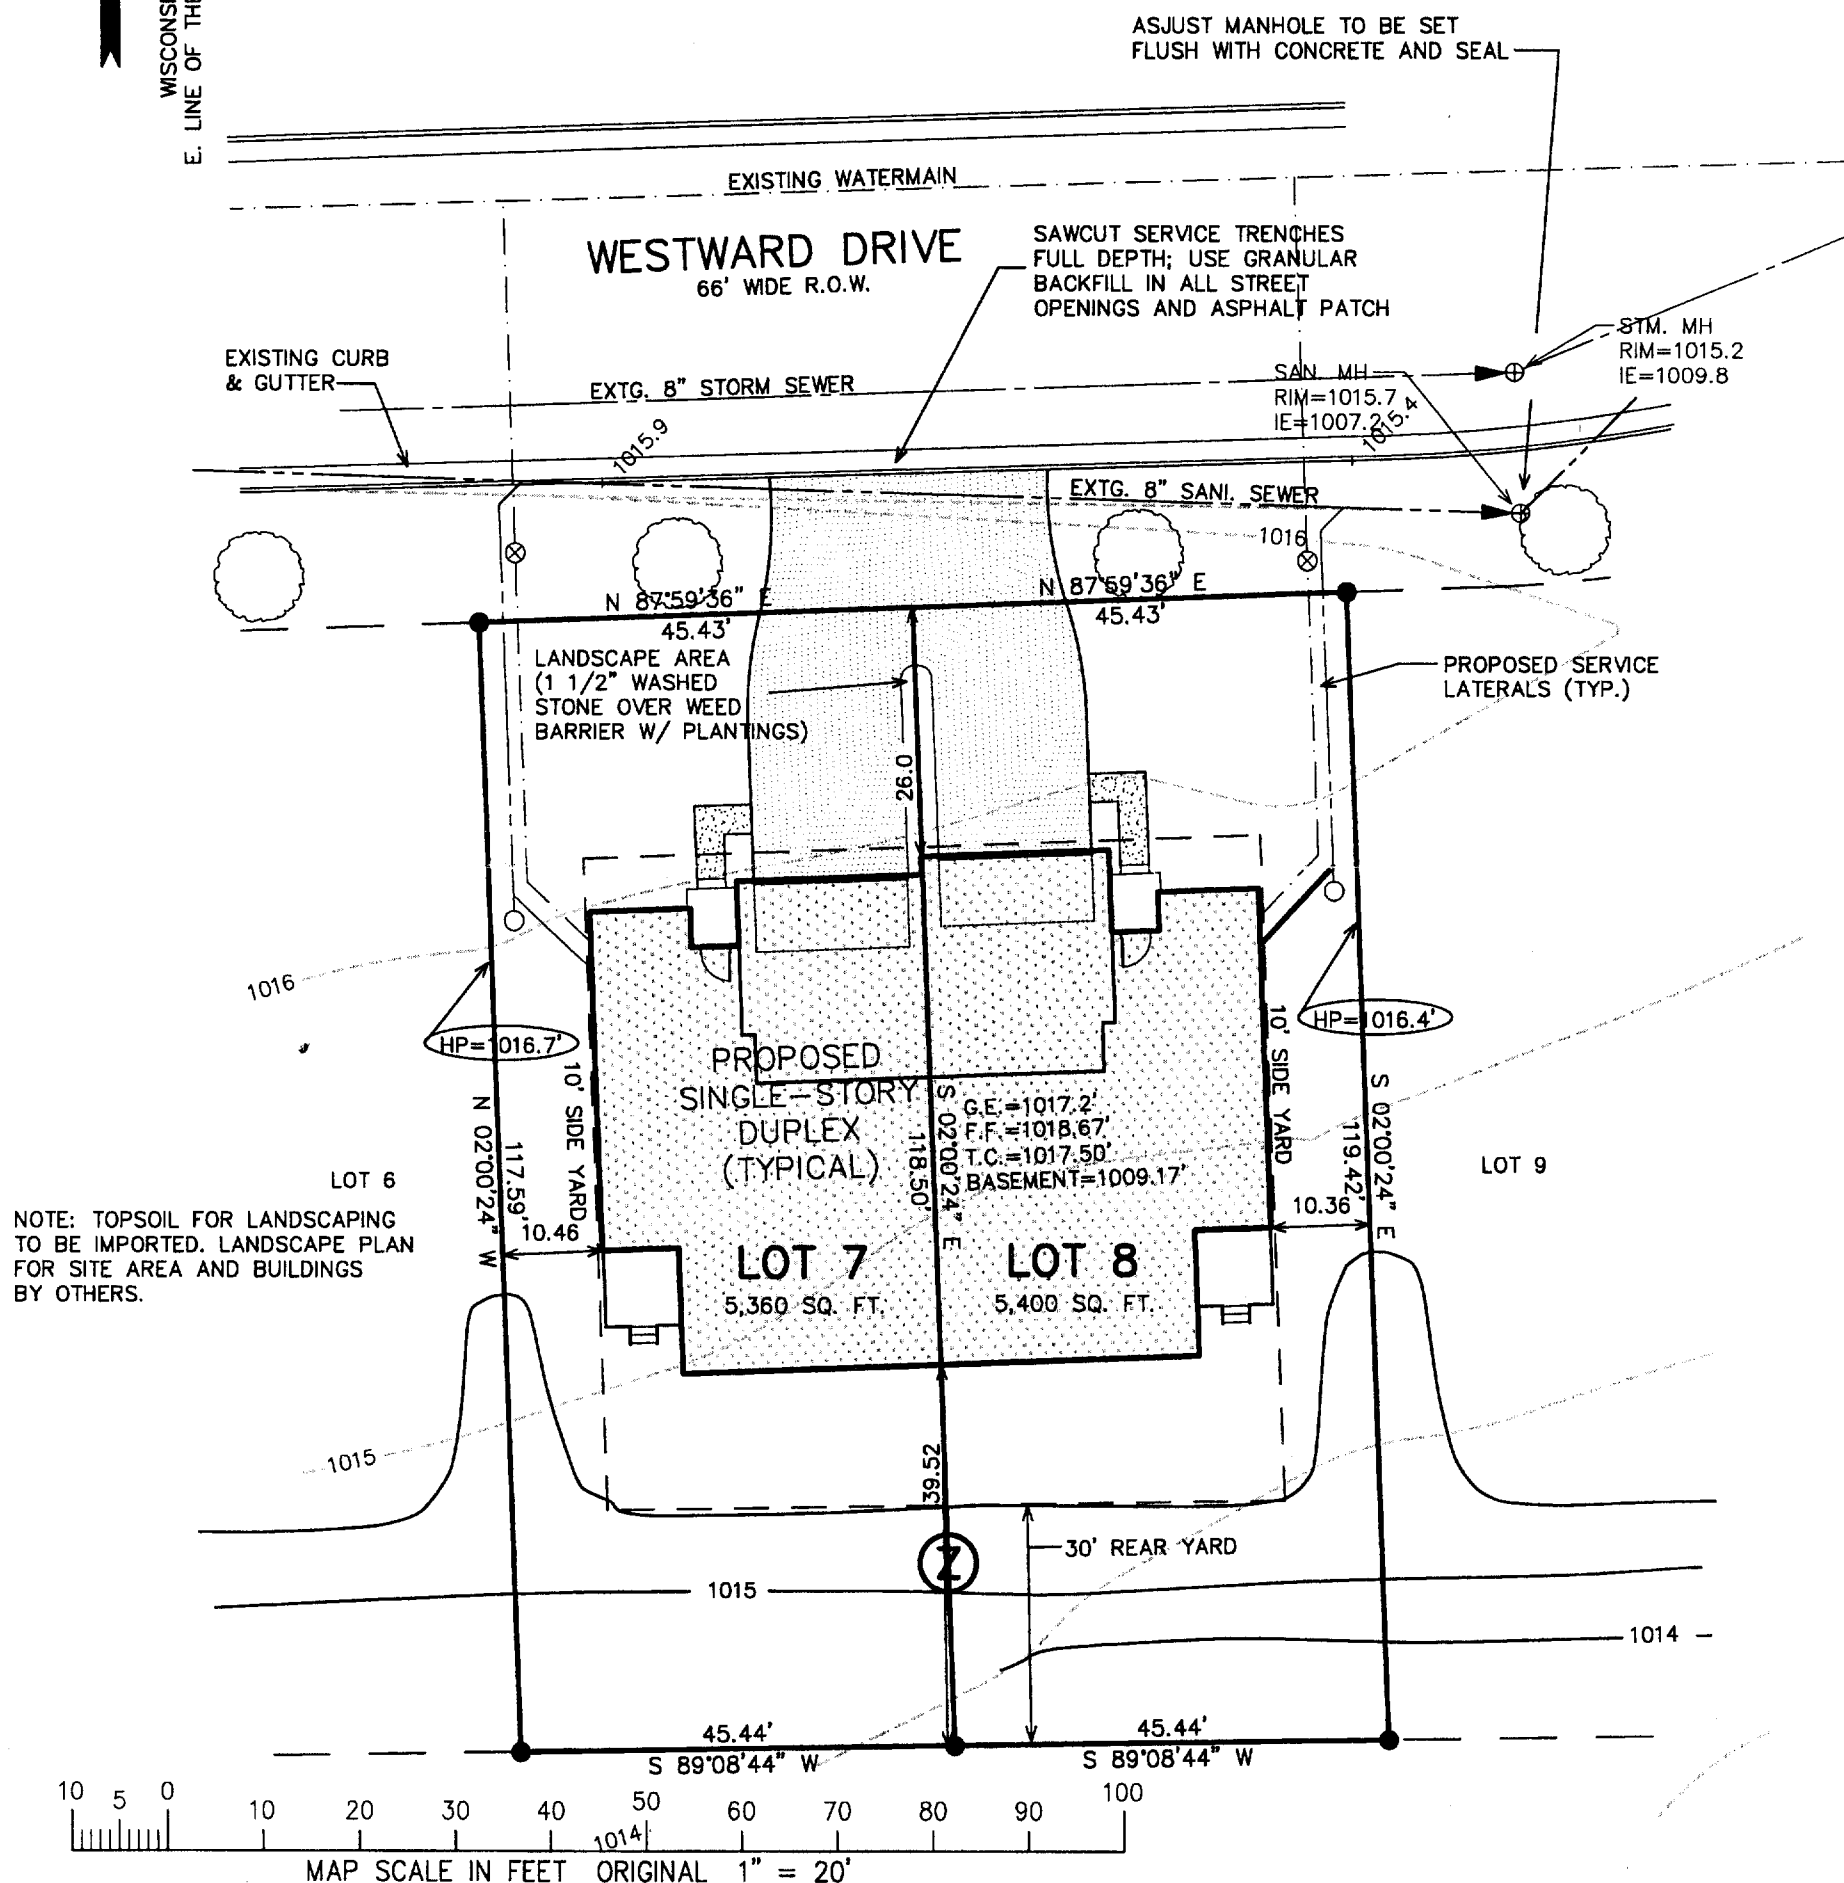 WISCONS
E. LINE OF THE
ASJUST MANHOLE TO BE SET
FLUSH WITH CONCRETE AND SEAL
EXISTING WATERMAIN
WESTWARD DRIVE
66' WIDE R.O.W.
SAWCUT SERVICE TRENCHES
FULL DEPTH; USE GRANULAR
BACKFILL IN ALL STREET
OPENINGS AND ASPHALT PATCH
EXISTING CURB
& GUTTER
EXTG. 8" STORM SEWER
STM. MH
RIM=1015.2
IE=1009.8
SAN. MH
RIM=1015.7
IE=1007.2
1015.9
1015.4
EXTG. 8" SANI. SEWER
1016
N 87°59'36" E
45.43'
N 87°59'36" E
45.43'
LANDSCAPE AREA
(1 1/2" WASHED
STONE OVER WEED
BARRIER W/ PLANTINGS)
PROPOSED SERVICE
LATERALS (TYP.)
26.0
1016
HP=1016.7'
HP=1016.4'
10' SIDE YARD
10' SIDE YARD
PROPOSED
SINGLE-STORY
DUPLEX
(TYPICAL)
G.E.=1017.2'
F.F.=1018.67'
T.C.=1017.50'
BASEMENT=1009.17'
N 02°00'24" W
117.59'
118.50'
S 02°00'24" E
119.42'
S 02°00'24" E
LOT 6
LOT 9
NOTE: TOPSOIL FOR LANDSCAPING
TO BE IMPORTED. LANDSCAPE PLAN
FOR SITE AREA AND BUILDINGS
BY OTHERS.
10.46
10.36
LOT 7
5,360 SQ. FT.
LOT 8
5,400 SQ. FT.
1015
39.52
30' REAR YARD
Z
1015
1014
45.44'
S 89°08'44" W
45.44'
S 89°08'44" W
10 5 0 10 20 30 40 50 60 70 80 90 100
1014
MAP SCALE IN FEET ORIGINAL 1" = 20'